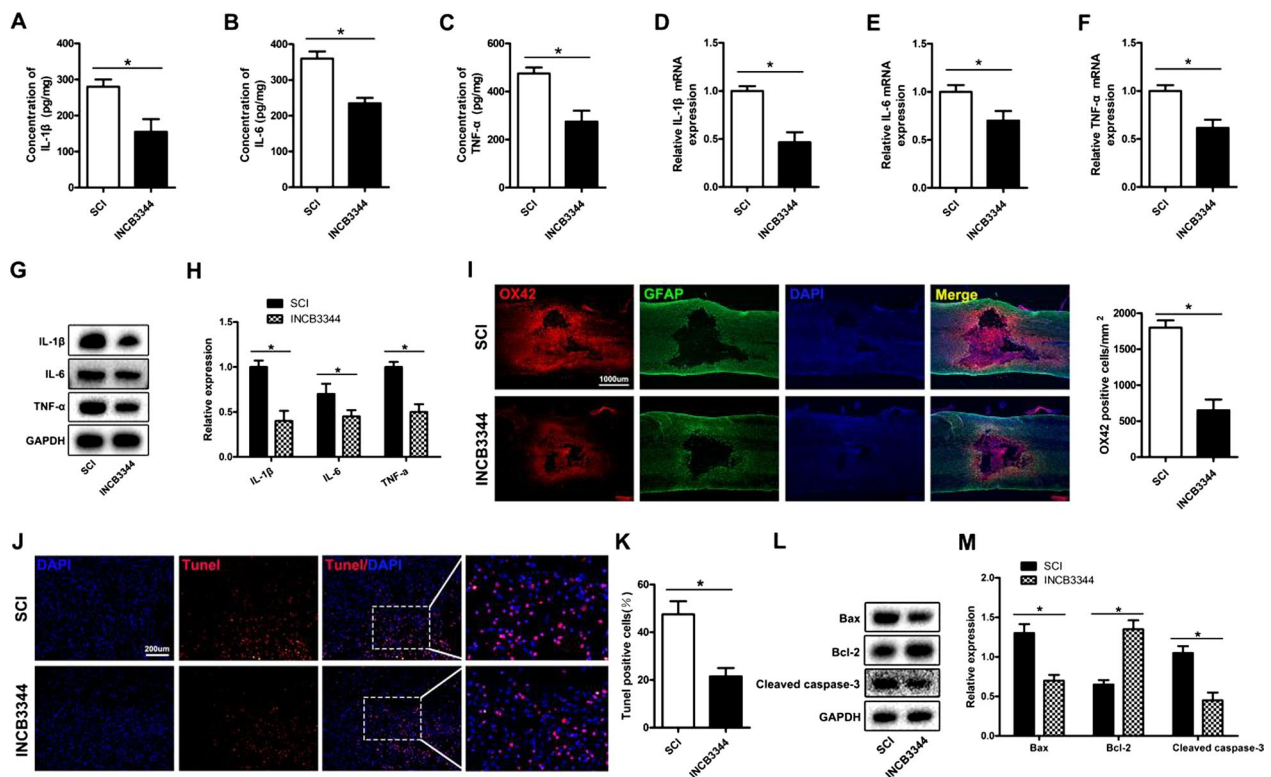 A
Concentration of
IL-1β (pg/mg)
400
300
200
100
0
*
SCI
INCB3344
B
Concentration of
IL-6 (pg/mg)
400
300
200
100
0
*
SCI
INCB3344
C
Concentration of
TNF-α (pg/mg)
600
400
200
0
*
SCI
INCB3344
D
Relative IL-1β mRNA
expression
1.5
1.0
0.5
0.0
*
SCI
INCB3344
E
Relative IL-6 mRNA
expression
1.5
1.0
0.5
0.0
*
SCI
INCB3344
F
Relative TNF-α mRNA
expression
1.5
1.0
0.5
0.0
*
SCI
INCB3344
G
IL-1β
IL-6
TNF-α
GAPDH
SCI
INCB3344
H
SCI
INCB3344
Relative expression
1.5
1.0
0.5
0.0
*
*
*
IL-1β
IL-6
TNF-a
I
OX42
GFAP
DAPI
Merge
SCI
1000um
INCB3344
OX42 positive cells/mm2
2000
1500
1000
500
0
*
SCI
INCB3344
J
DAPI
Tunel
Tunel/DAPI
SCI
200um
INCB3344
K
Tunel positive cells(%)
60
40
20
0
*
SCI
INCB3344
L
Bax
Bcl-2
Cleaved caspase-3
GAPDH
SCI
INCB3344
M
SCI
INCB3344
Relative expression
2.0
1.5
1.0
0.5
0.0
*
*
*
Bax
Bcl-2
Cleaved caspase-3